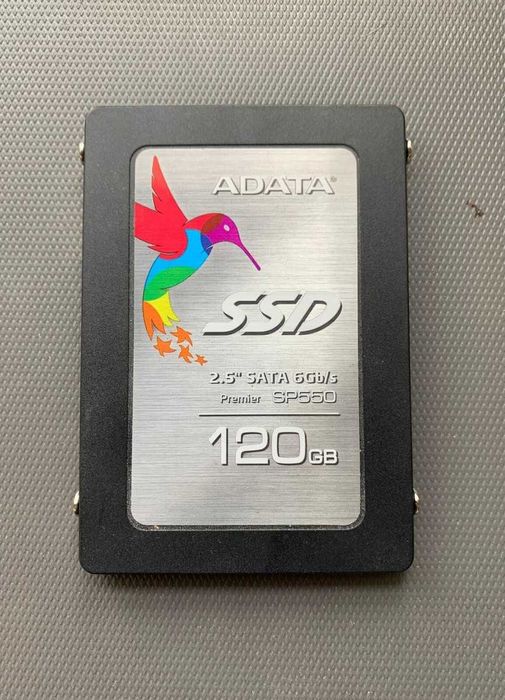 ADATA®
SSD
2.5" SATA 6Gb/s
Premier SP550
120GB